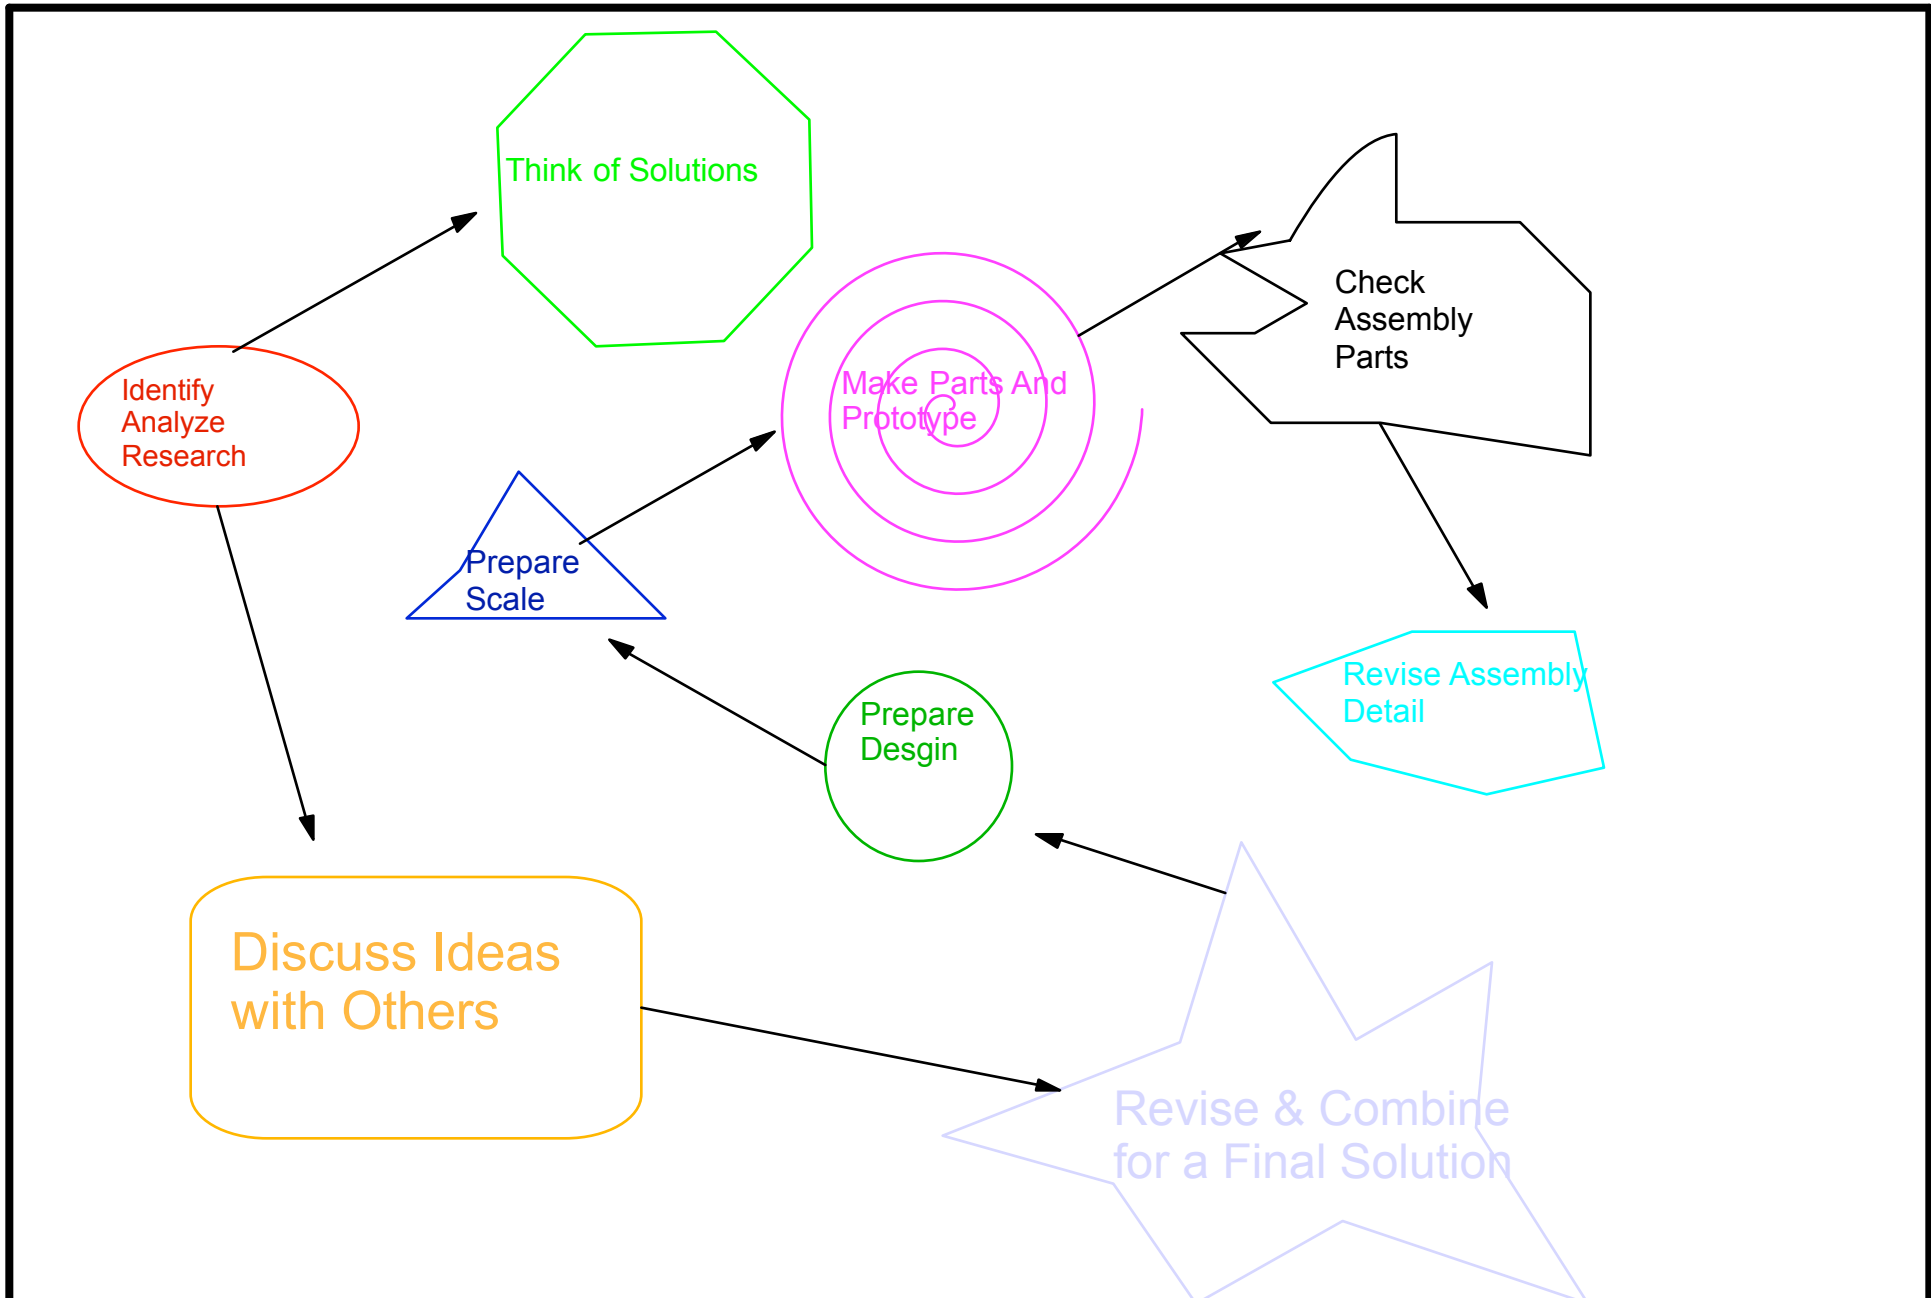 Think of Solutions
Identify
Analyze
Research
Make Parts And
Prototype
Check
Assembly
Parts
Prepare
Scale
Prepare
Desgin
Revise Assembly
Detail
Discuss Ideas
with Others
Revise & Combine
for a Final Solution